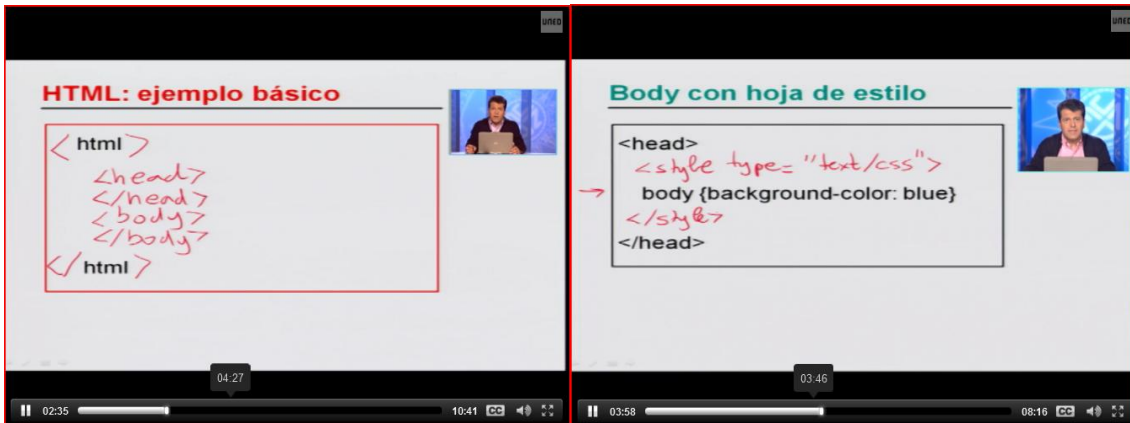 UNED
HTML: ejemplo básico
< html >
<head>
</head>
<body>
</body>
</ html >
04:27
02:35
10:41 CC
UNED
Body con hoja de estilo
<head>
<style type="text/css">
→ body {background-color: blue}
</style>
</head>
03:46
03:58
08:16 CC